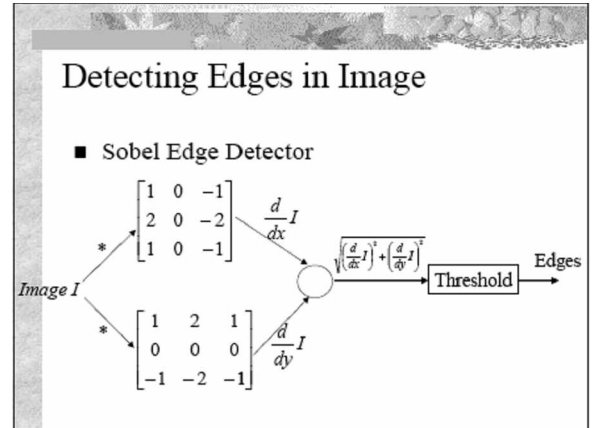 Detecting Edges in Image
■ Sobel Edge Detector
[1 0 −1]
[2 0 −2]
[1 0 −1]
d/dx I
*
Image I
*
√((d/dx I)² + (d/dy I)²)
Threshold
Edges
[1 2 1]
[0 0 0]
[−1 −2 −1]
d/dy I